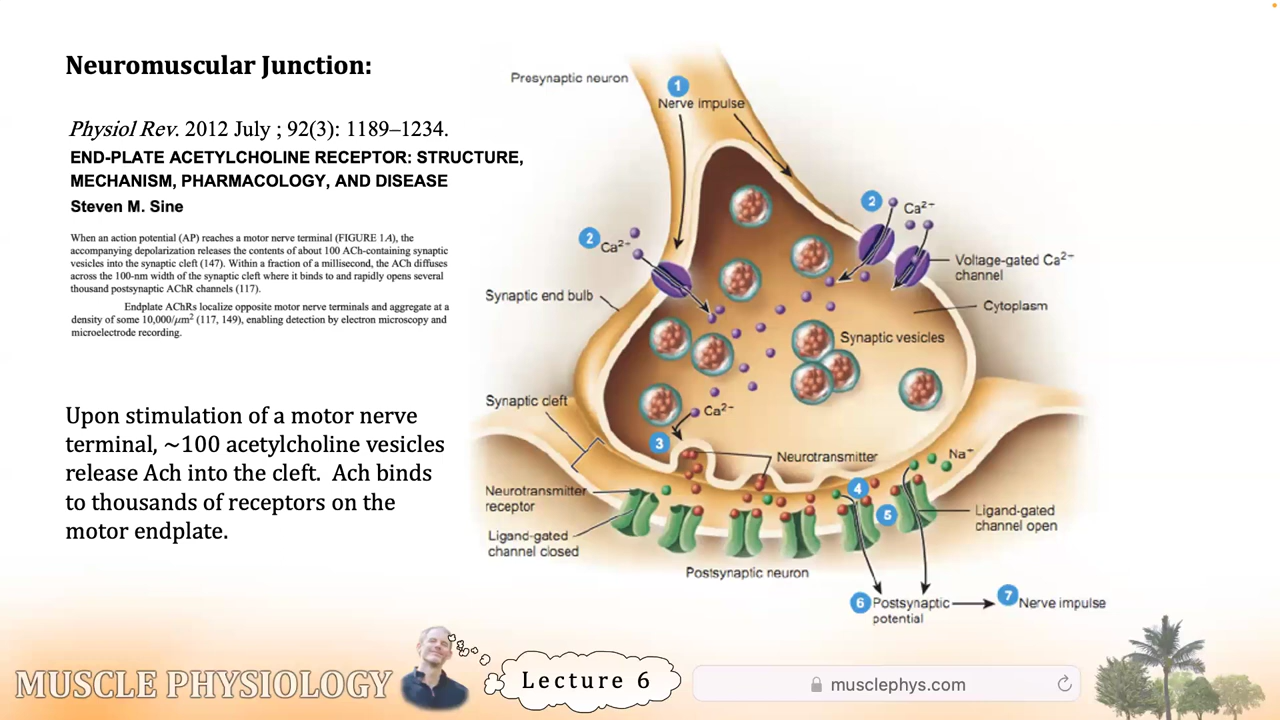 Neuromuscular Junction:
Physiol Rev. 2012 July ; 92(3): 1189–1234.
END-PLATE ACETYLCHOLINE RECEPTOR: STRUCTURE,
MECHANISM, PHARMACOLOGY, AND DISEASE
Steven M. Sine
When an action potential (AP) reaches a motor nerve terminal (FIGURE 1A), the
accompanying depolarization releases the contents of about 100 ACh-containing synaptic
vesicles into the synaptic cleft (147). Within a fraction of a millisecond, the ACh diffuses
across the 100-nm width of the synaptic cleft where it binds to and rapidly opens several
thousand postsynaptic AChR channels (117).
Endplate AChRs localize opposite motor nerve terminals and aggregate at a
density of some 10,000/μm² (117, 149), enabling detection by electron microscopy and
microelectrode recording.
Upon stimulation of a motor nerve
terminal, ~100 acetylcholine vesicles
release Ach into the cleft. Ach binds
to thousands of receptors on the
motor endplate.
Presynaptic neuron
1
Nerve impulse
2
Ca²⁺
2
Ca²⁺
Voltage-gated Ca²⁺
channel
Synaptic end bulb
Cytoplasm
Synaptic vesicles
Synaptic cleft
Ca²⁺
3
Neurotransmitter
Na⁺
Neurotransmitter
receptor
4
5
Ligand-gated
channel open
Ligand-gated
channel closed
Postsynaptic neuron
6 Postsynaptic
potential
7 Nerve impulse
MUSCLE PHYSIOLOGY
Lecture 6
musclephys.com